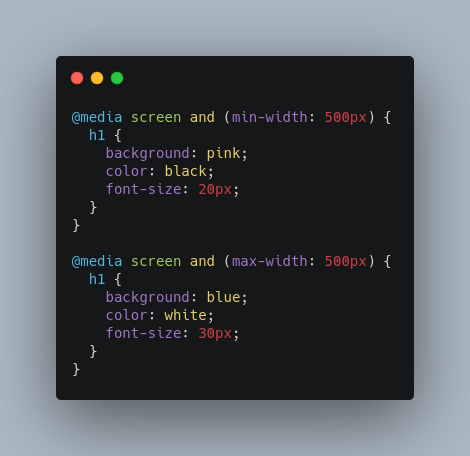 @media screen and (min-width: 500px) {
  h1 {
    background: pink;
    color: black;
    font-size: 20px;
  }
}

@media screen and (max-width: 500px) {
  h1 {
    background: blue;
    color: white;
    font-size: 30px;
  }
}